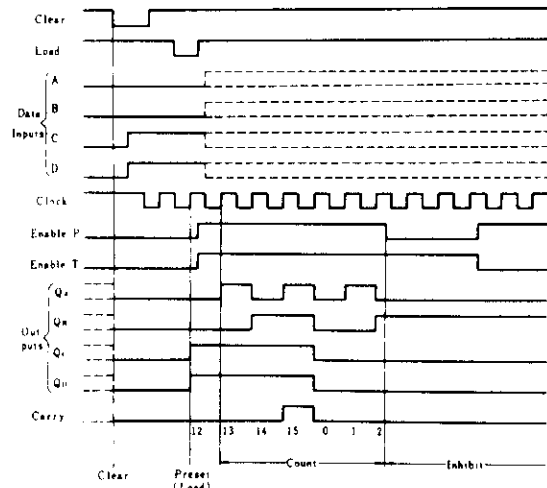 Clear
Load
A
B
Data
Inputs
C
D
Clock
Enable P
Enable T
QA
QB
Out
puts
QC
QD
Carry
12 13 14 15 0 1 2
Count
Inhibit
Clear
Preset
(Load)